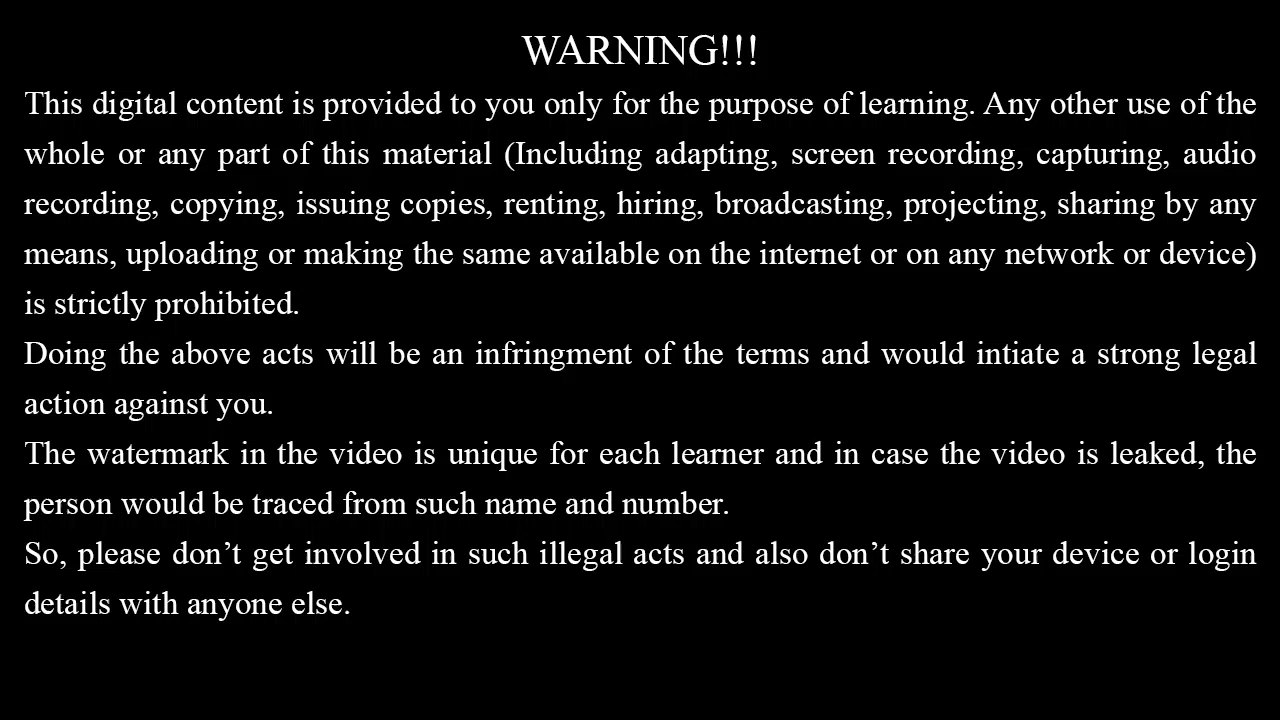 WARNING!!!
This digital content is provided to you only for the purpose of learning. Any other use of the
whole or any part of this material (Including adapting, screen recording, capturing, audio
recording, copying, issuing copies, renting, hiring, broadcasting, projecting, sharing by any
means, uploading or making the same available on the internet or on any network or device)
is strictly prohibited.
Doing the above acts will be an infringment of the terms and would intiate a strong legal
action against you.
The watermark in the video is unique for each learner and in case the video is leaked, the
person would be traced from such name and number.
So, please don’t get involved in such illegal acts and also don’t share your device or login
details with anyone else.